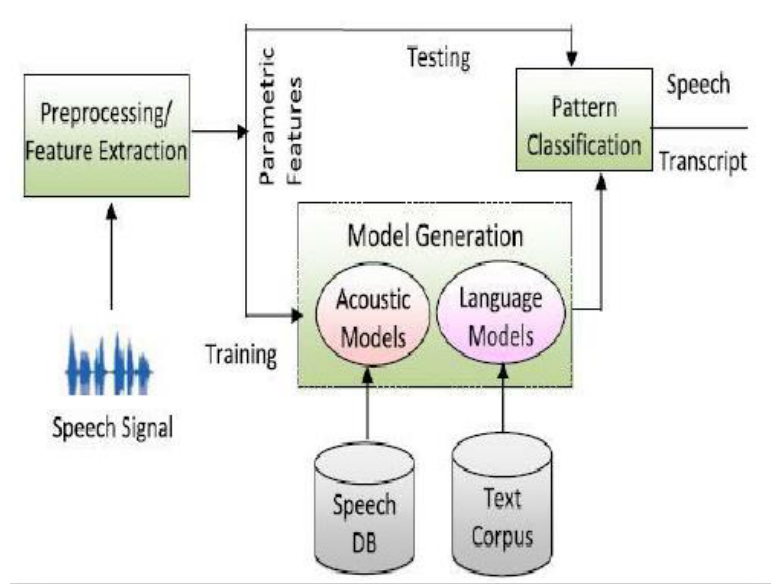 Testing
Preprocessing/
Feature Extraction
Parametric
Features
Pattern
Classification
Speech
Transcript
Model Generation
Acoustic
Models
Language
Models
Training
Speech Signal
Speech
DB
Text
Corpus